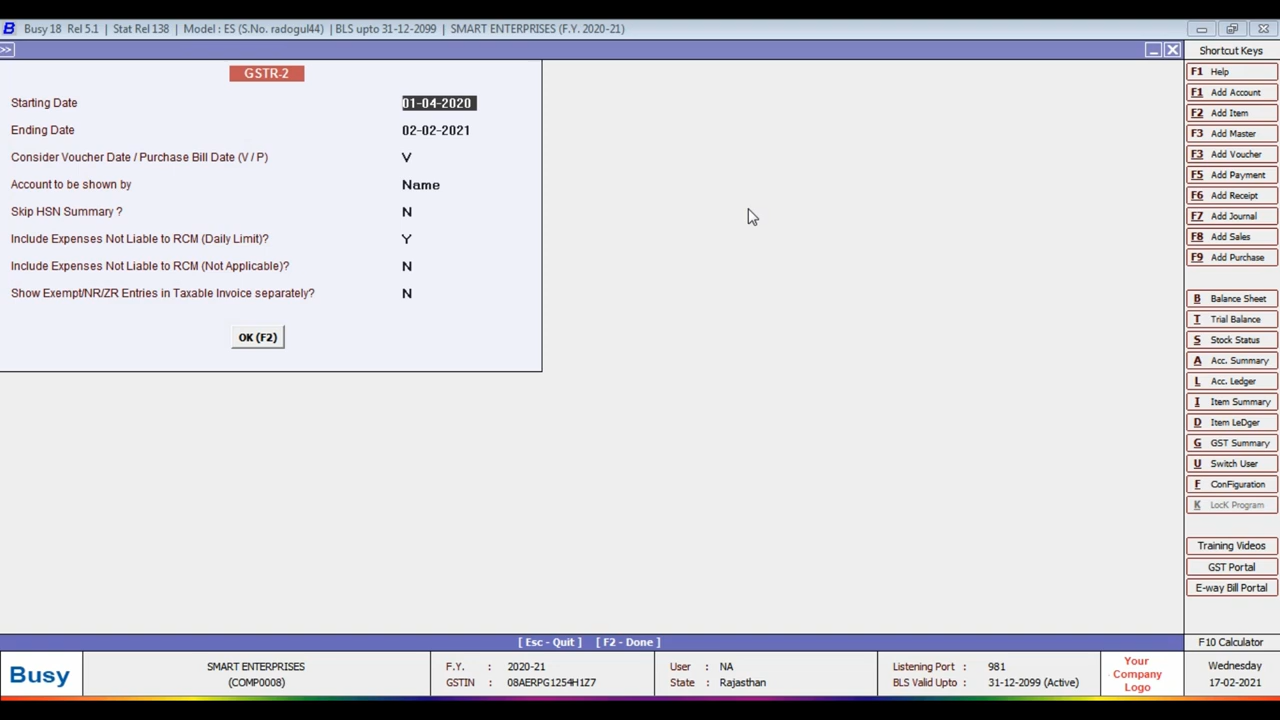 B Busy 18 Rel 5.1 | Stat Rel 138 | Model : ES (S.No. radogul44) | BLS upto 31-12-2099 | SMART ENTERPRISES (F.Y. 2020-21)
>>
Shortcut Keys
GSTR-2
Starting Date 01-04-2020
Ending Date 02-02-2021
Consider Voucher Date / Purchase Bill Date (V / P) V
Account to be shown by Name
Skip HSN Summary ? N
Include Expenses Not Liable to RCM (Daily Limit)? Y
Include Expenses Not Liable to RCM (Not Applicable)? N
Show Exempt/NR/ZR Entries in Taxable Invoice separately? N
OK (F2)
F1 Help
F1 Add Account
F2 Add Item
F3 Add Master
F3 Add Voucher
F5 Add Payment
F6 Add Receipt
F7 Add Journal
F8 Add Sales
F9 Add Purchase
B Balance Sheet
T Trial Balance
S Stock Status
A Acc. Summary
L Acc. Ledger
I Item Summary
D Item LeDger
G GST Summary
U Switch User
F ConFiguration
K LocK Program
Training Videos
GST Portal
E-way Bill Portal
[ Esc - Quit ] [ F2 - Done ]
F10 Calculator
Busy
SMART ENTERPRISES
(COMP0008)
F.Y. : 2020-21
GSTIN : 08AERPG1254H1Z7
User : NA
State : Rajasthan
Listening Port : 981
BLS Valid Upto : 31-12-2099 (Active)
Your
Company
Logo
Wednesday
17-02-2021